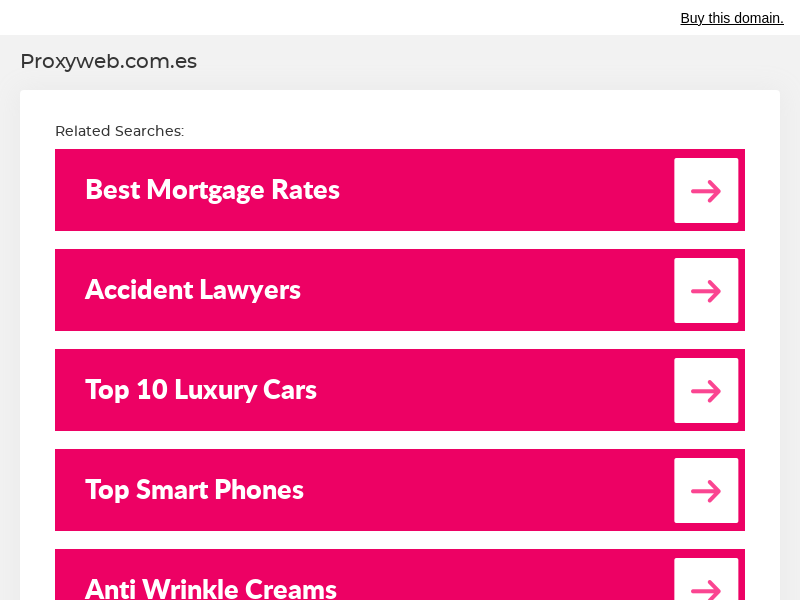 Buy this domain.
Proxyweb.com.es
Related Searches:
Best Mortgage Rates
Accident Lawyers
Top 10 Luxury Cars
Top Smart Phones
Anti Wrinkle Creams